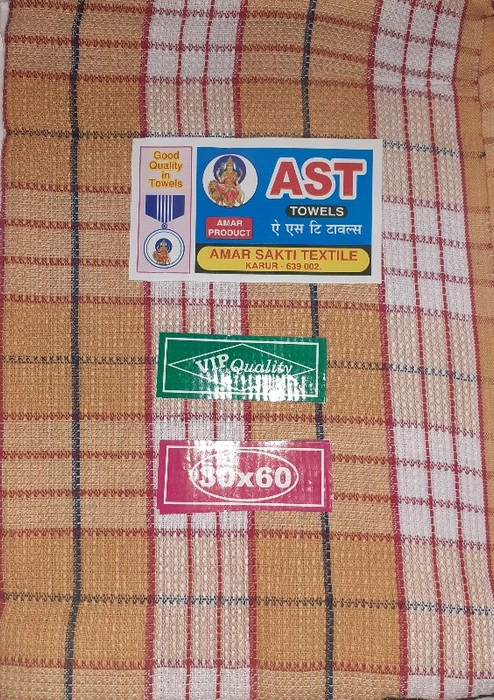 Good
Quality
in
Towels
AST
TOWELS
AMAR
PRODUCT
ऐ एस टि टावल्स
AMAR SAKTI TEXTILE
KARUR - 639 002.
VIP Quality
30x60